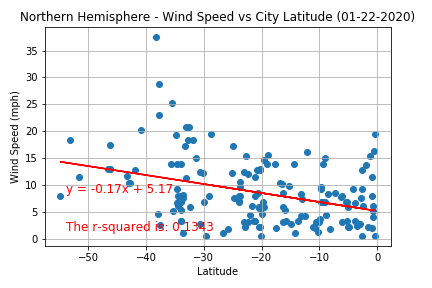 Northern Hemisphere - Wind Speed vs City Latitude (01-22-2020)
Wind Speed (mph)
35
30
25
20
15
10
5
0
y = -0.17x + 5.17
The r-squared is: 0.1343
−50
−40
−30
−20
−10
0
Latitude